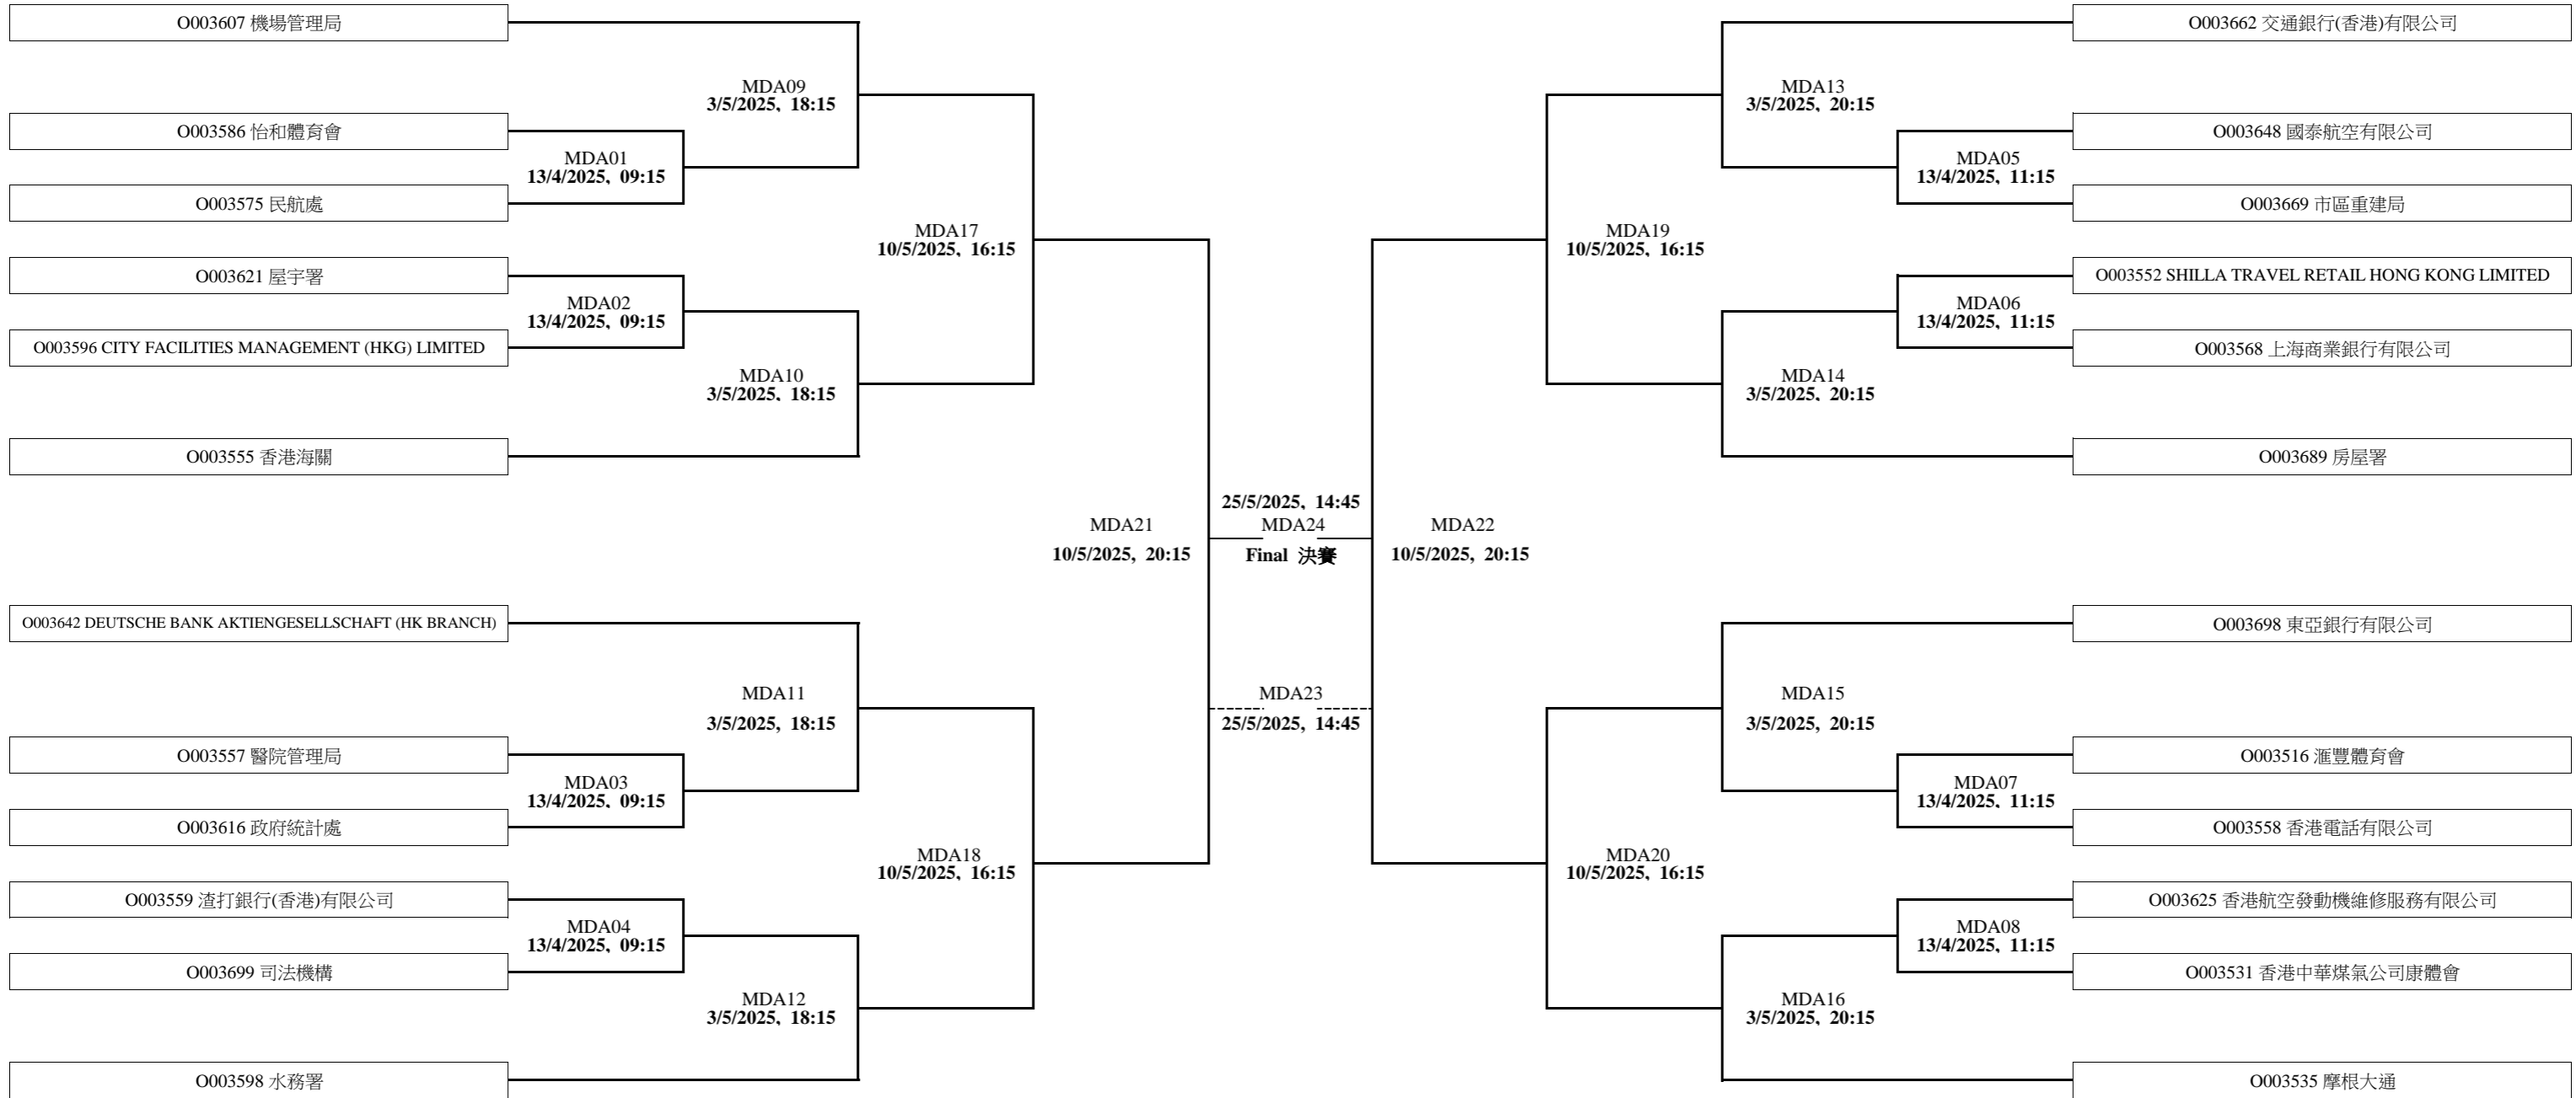 O003607 機場管理局
O003662 交通銀行(香港)有限公司
MDA09
3/5/2025, 18:15
MDA13
3/5/2025, 20:15
O003586 怡和體育會
O003648 國泰航空有限公司
MDA01
13/4/2025, 09:15
MDA05
13/4/2025, 11:15
O003575 民航處
O003669 市區重建局
MDA17
10/5/2025, 16:15
MDA19
10/5/2025, 16:15
O003621 屋宇署
O003552 SHILLA TRAVEL RETAIL HONG KONG LIMITED
MDA02
13/4/2025, 09:15
MDA06
13/4/2025, 11:15
O003596 CITY FACILITIES MANAGEMENT (HKG) LIMITED
O003568 上海商業銀行有限公司
MDA10
3/5/2025, 18:15
MDA14
3/5/2025, 20:15
O003555 香港海關
O003689 房屋署
25/5/2025, 14:45
MDA21
MDA24
MDA22
10/5/2025, 20:15
Final 決賽
10/5/2025, 20:15
O003642 DEUTSCHE BANK AKTIENGESELLSCHAFT (HK BRANCH)
O003698 東亞銀行有限公司
MDA11
3/5/2025, 18:15
MDA23
25/5/2025, 14:45
MDA15
3/5/2025, 20:15
O003557 醫院管理局
O003516 滙豐體育會
MDA03
13/4/2025, 09:15
MDA07
13/4/2025, 11:15
O003616 政府統計處
O003558 香港電話有限公司
MDA18
10/5/2025, 16:15
MDA20
10/5/2025, 16:15
O003559 渣打銀行(香港)有限公司
O003625 香港航空發動機維修服務有限公司
MDA04
13/4/2025, 09:15
MDA08
13/4/2025, 11:15
O003699 司法機構
O003531 香港中華煤氣公司康體會
MDA12
3/5/2025, 18:15
MDA16
3/5/2025, 20:15
O003598 水務署
O003535 摩根大通